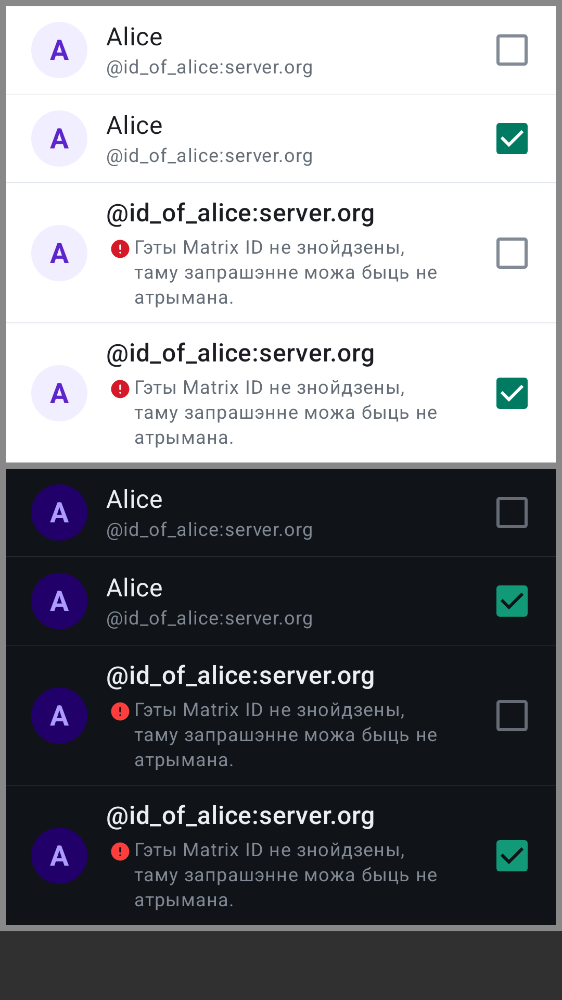 A
Alice
@id_of_alice:server.org
A
Alice
@id_of_alice:server.org
A
@id_of_alice:server.org
Гэты Matrix ID не знойдзены,
таму запрашэнне можа быць не
атрымана.
A
@id_of_alice:server.org
Гэты Matrix ID не знойдзены,
таму запрашэнне можа быць не
атрымана.
A
Alice
@id_of_alice:server.org
A
Alice
@id_of_alice:server.org
A
@id_of_alice:server.org
Гэты Matrix ID не знойдзены,
таму запрашэнне можа быць не
атрымана.
A
@id_of_alice:server.org
Гэты Matrix ID не знойдзены,
таму запрашэнне можа быць не
атрымана.